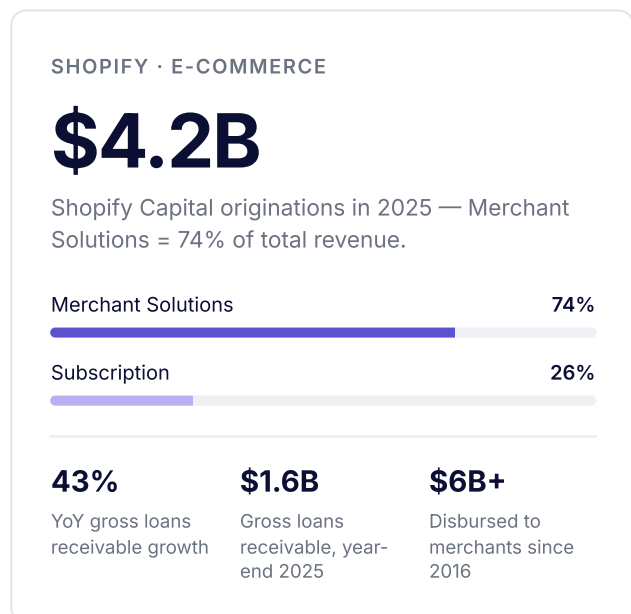 SHOPIFY · E-COMMERCE
$4.2B
Shopify Capital originations in 2025 — Merchant
Solutions = 74% of total revenue.
Merchant Solutions 74%
Subscription 26%
43%
YoY gross loans
receivable growth
$1.6B
Gross loans
receivable, year-
end 2025
$6B+
Disbursed to
merchants since
2016